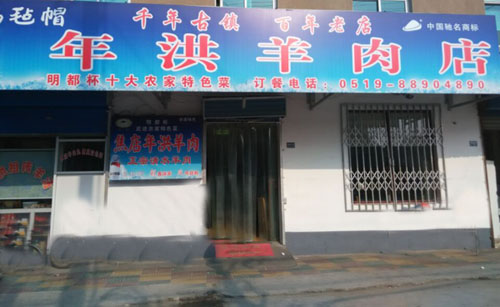 毡帽
千年古镇 百年老店
中国驰名商标
年洪羊肉店
明都杯十大农家特色菜 订餐电话：0519-88904890
焦店年洪羊肉